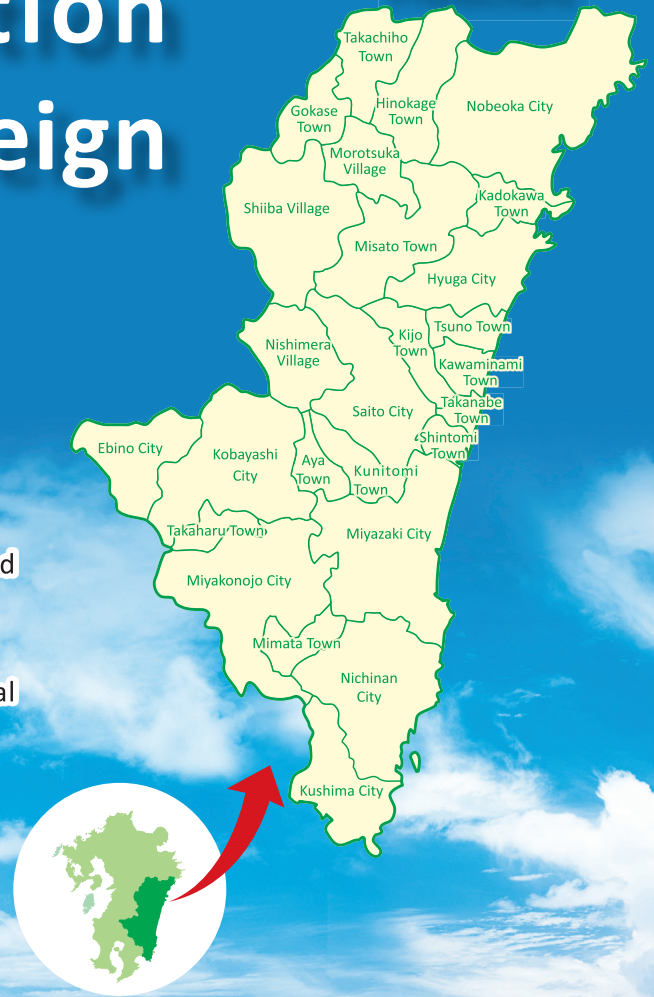 tion
eign
Takachiho
Town
Hinokage
Town
Nobeoka City
Gokase
Town
Morotsuka
Village
Kadokawa
Town
Shiiba Village
Misato Town
Hyuga City
Tsuno Town
Kijo
Town
Nishimera
Village
Kawaminami
Town
Takanabe
Town
Saito City
Shintomi
Town
Ebino City
Kobayashi
City
Aya
Town
Kunitomi
Town
Takaharu Town
Miyazaki City
d
Miyakonojo City
Mimata Town
al
Nichinan
City
Kushima City